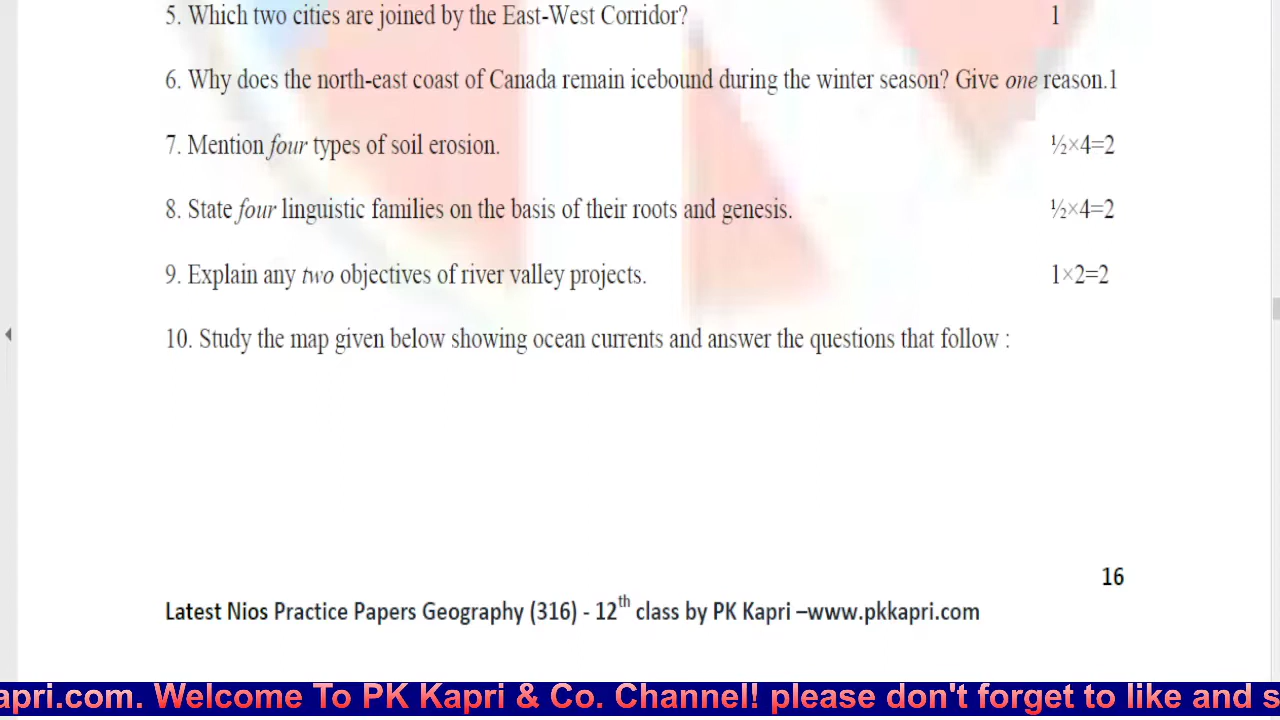 5. Which two cities are joined by the East-West Corridor? 1
6. Why does the north-east coast of Canada remain icebound during the winter season? Give one reason.1
7. Mention four types of soil erosion. ½×4=2
8. State four linguistic families on the basis of their roots and genesis. ½×4=2
9. Explain any two objectives of river valley projects. 1×2=2
10. Study the map given below showing ocean currents and answer the questions that follow :
16
Latest Nios Practice Papers Geography (316) - 12th class by PK Kapri –www.pkkapri.com
apri.com. Welcome To PK Kapri & Co. Channel! please don't forget to like and s